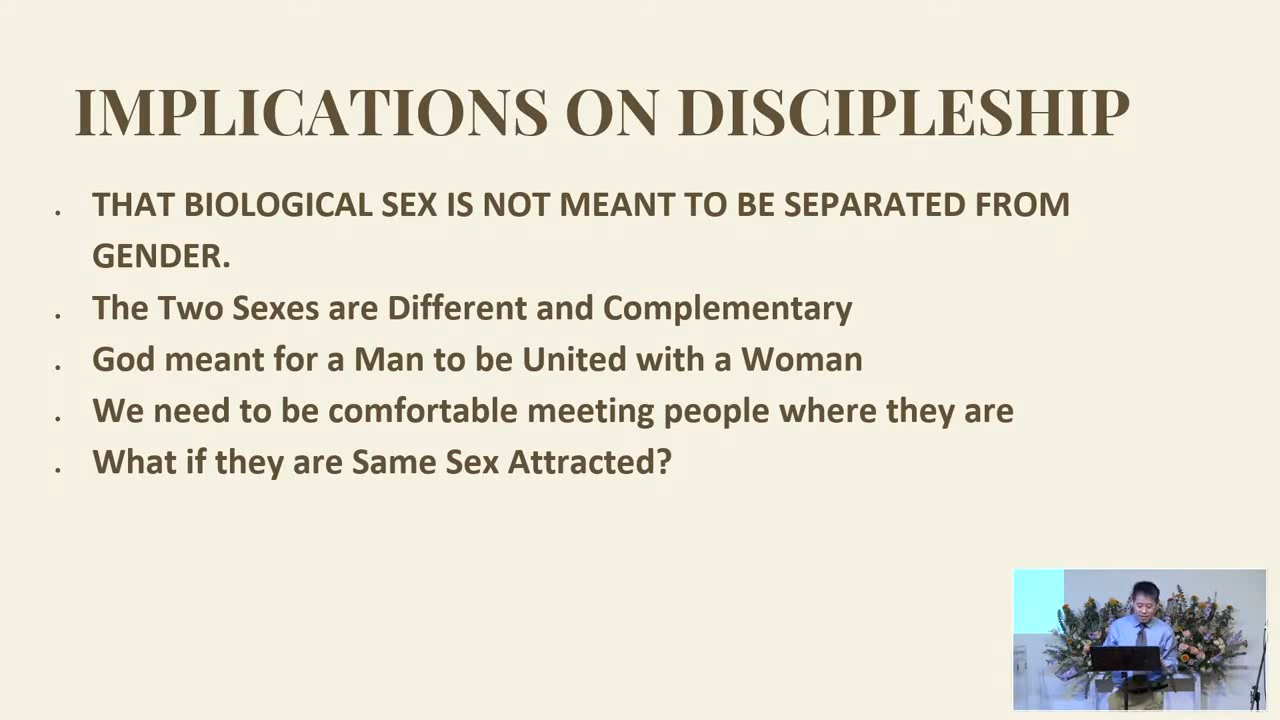 IMPLICATIONS ON DISCIPLESHIP
. THAT BIOLOGICAL SEX IS NOT MEANT TO BE SEPARATED FROM
GENDER.
. The Two Sexes are Different and Complementary
. God meant for a Man to be United with a Woman
. We need to be comfortable meeting people where they are
. What if they are Same Sex Attracted?